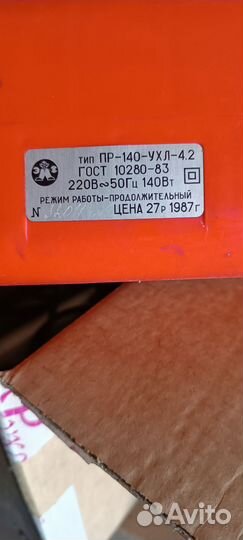 тип ПР-140-УХЛ-4.2
ГОСТ 10280-83
220В~50Гц 140Вт
РЕЖИМ РАБОТЫ-ПРОДОЛЖИТЕЛЬНЫЙ
N ЦЕНА 27р 1987г
Avito